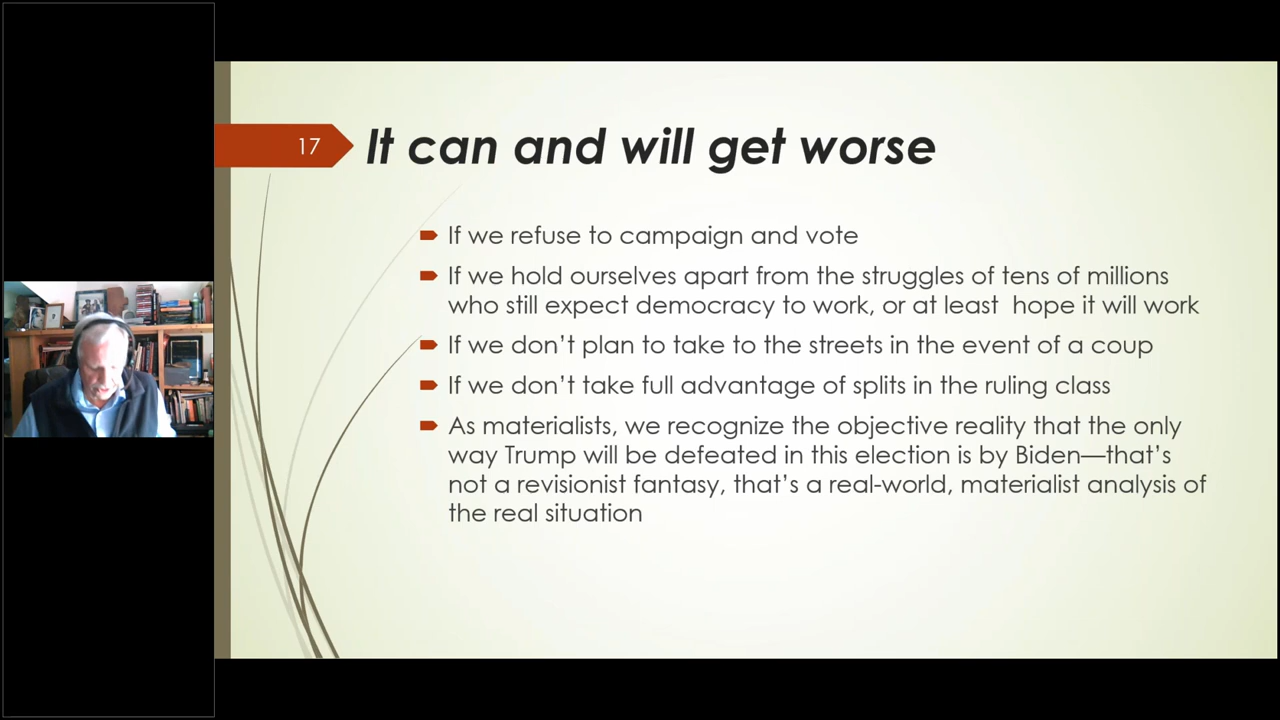 17
It can and will get worse
If we refuse to campaign and vote
If we hold ourselves apart from the struggles of tens of millions
who still expect democracy to work, or at least  hope it will work
If we don’t plan to take to the streets in the event of a coup
If we don’t take full advantage of splits in the ruling class
As materialists, we recognize the objective reality that the only
way Trump will be defeated in this election is by Biden—that’s
not a revisionist fantasy, that’s a real-world, materialist analysis of
the real situation